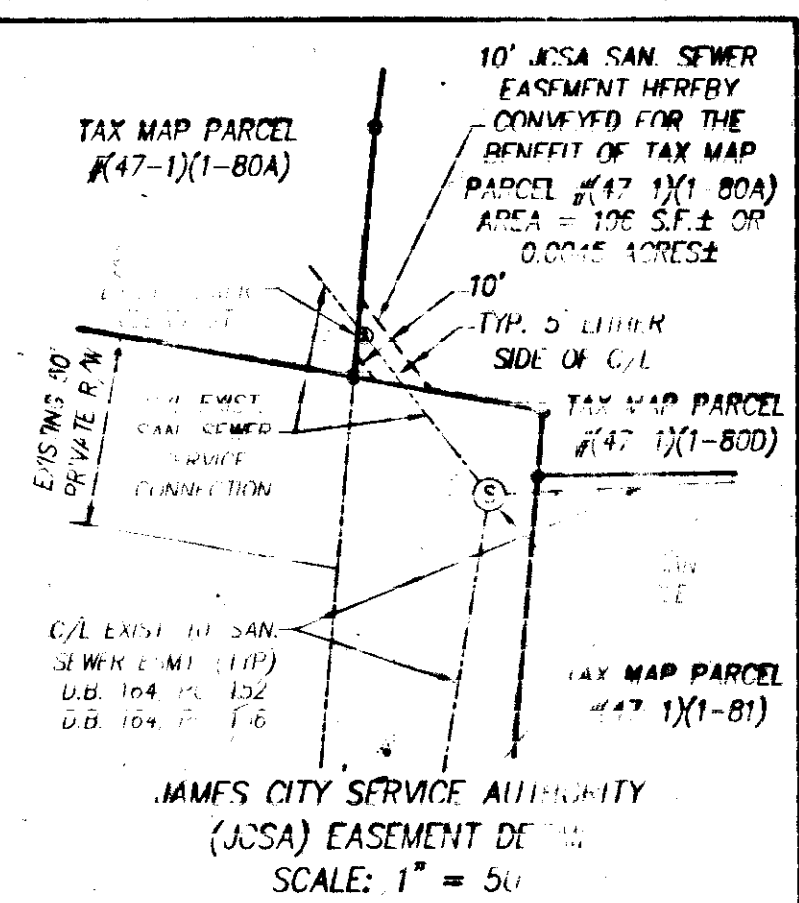 10' JCSA SAN. SEWER
EASEMENT HEREBY
CONVEYED FOR THE
BENEFIT OF TAX MAP
PARCEL #(47-1)(1-80A)
AREA = 196 S.F.± OR
0.0045 ACRES±
TAX MAP PARCEL
#(47-1)(1-80A)
10'
TYP. 5' EITHER
SIDE OF C/L
EXISTING 50'
PRIVATE R/W
EXIST.
SAN. SEWER
SERVICE
CONNECTION
TAX MAP PARCEL
#(47-1)(1-80D)
S
C/L EXIST 10' SAN.
SEWER ESMT (TYP)
D.B. 164, PG 152
D.B. 164,
TAX MAP PARCEL
#(47-1)(1-81)
JAMES CITY SERVICE AUTHORITY
(JCSA) EASEMENT
SCALE: 1" = 50